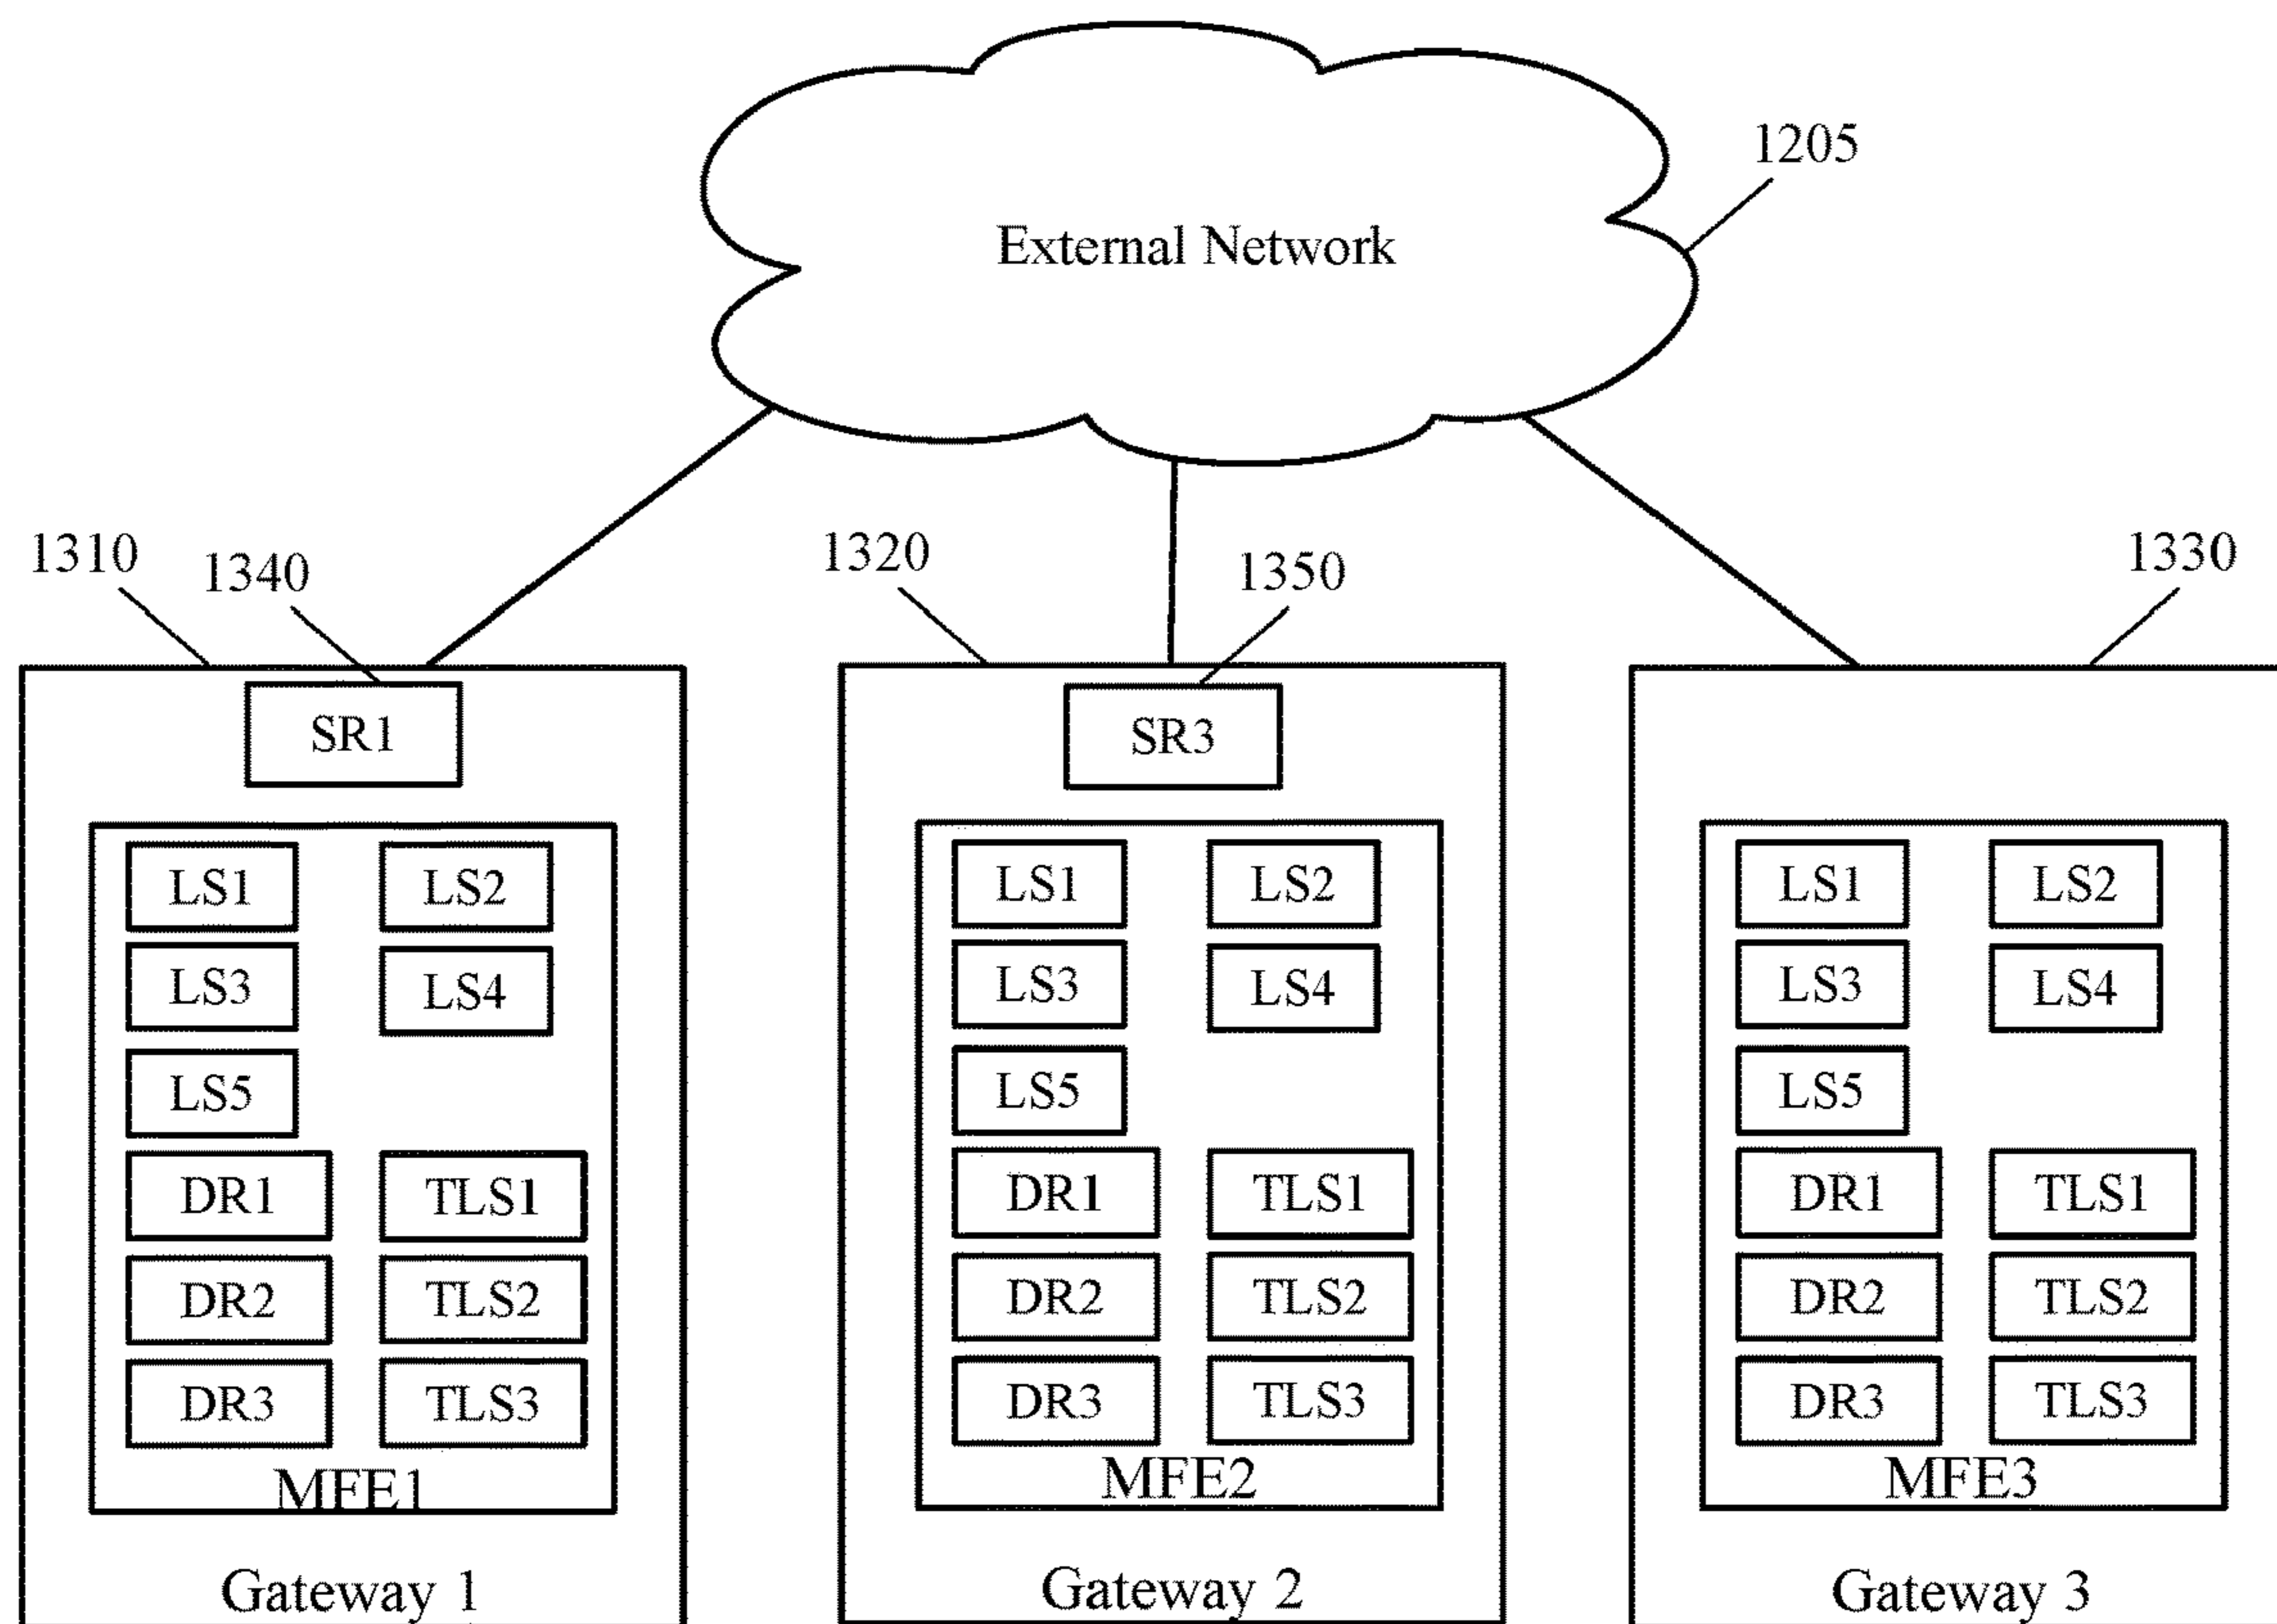 1205
External Network
1310
1340
1320
1350
1330
SR1
SR3
LS1 LS2
LS3 LS4
LS5
DR1 TLS1
DR2 TLS2
DR3 TLS3
MFE1
Gateway 1
LS1 LS2
LS3 LS4
LS5
DR1 TLS1
DR2 TLS2
DR3 TLS3
MFE2
Gateway 2
LS1 LS2
LS3 LS4
LS5
DR1 TLS1
DR2 TLS2
DR3 TLS3
MFE3
Gateway 3